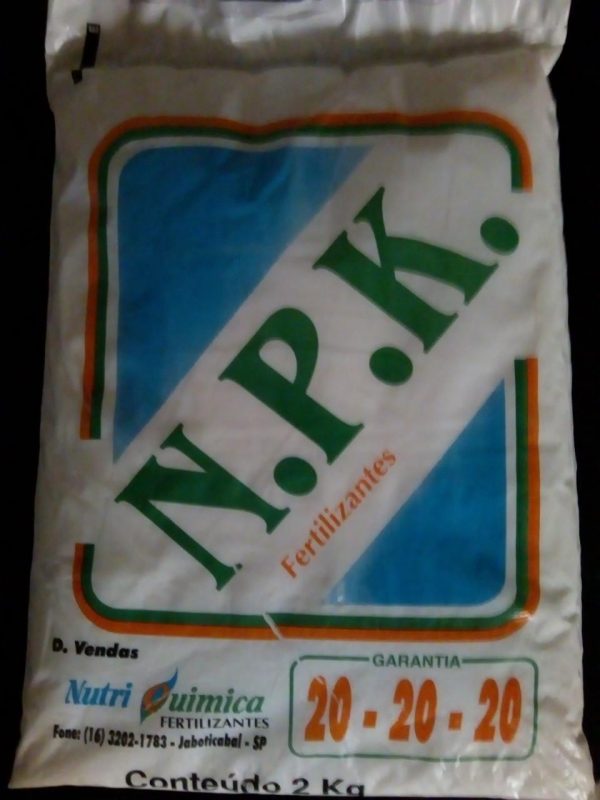 N.P.K.
Fertilizantes
D. Vendas
Nutri Quimica
FERTILIZANTES
Fone: (16) 3202-1783 - Jaboticabal - SP
GARANTIA
20 - 20 - 20
Conteúdo 2 Kg